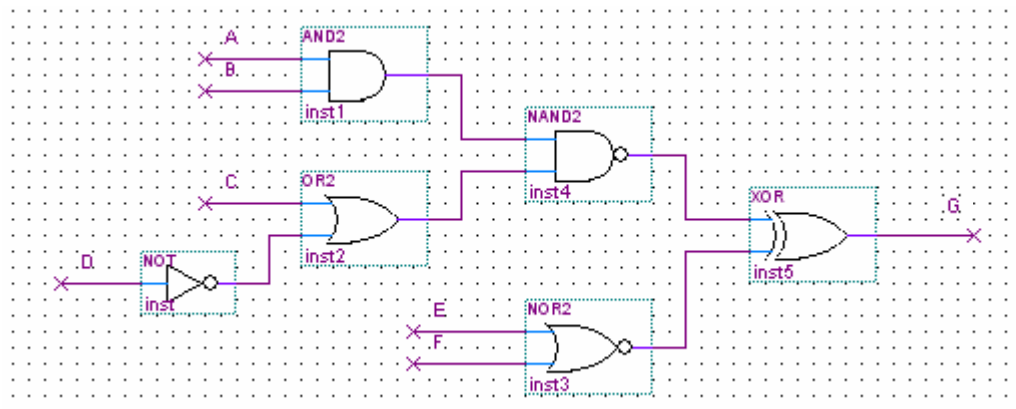 A
AND2
B
inst1
NAND2
inst4
C
OR2
inst2
XOR
G
inst5
D
NOT
inst
E
NOR2
F
inst3